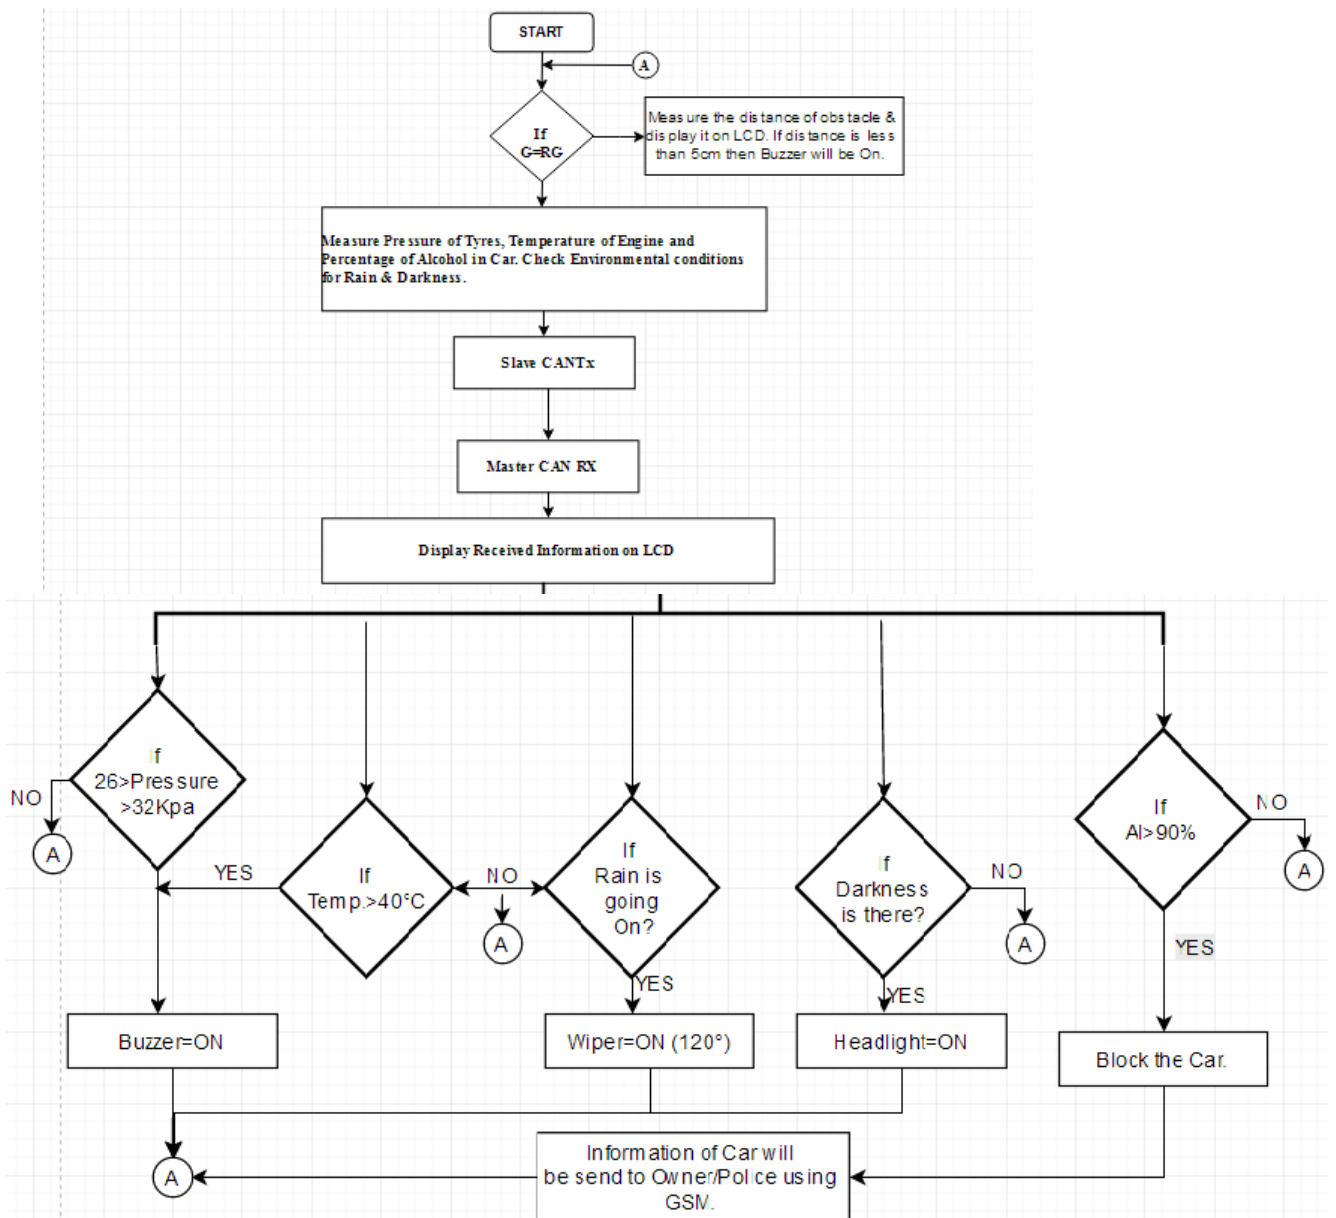 START
A
If
G=RG
Measure the distance of obstacle &
display it on LCD. If distance is less
than 5cm then Buzzer will be On.
Measure Pressure of Tyres, Temperature of Engine and
Percentage of Alcohol in Car. Check Environmental conditions
for Rain & Darkness.
Slave CANTx
Master CAN RX
Display Received Information on LCD
If
26>Pressure
>32Kpa
NO
A
YES
If
Temp.>40°C
NO
A
If
Rain is
going
On?
YES
If
Darkness
is there?
NO
A
YES
If
Al>90%
NO
A
YES
Buzzer=ON
Wiper=ON (120°)
Headlight=ON
Block the Car.
A
Information of Car will
be send to Owner/Police using
GSM.